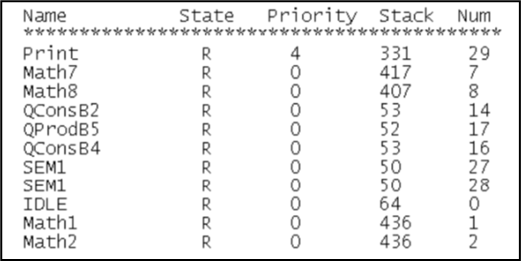 Name State Priority Stack Num
************************************************
Print R 4 331 29
Math7 R 0 417 7
Math8 R 0 407 8
QConsB2 R 0 53 14
QProdB5 R 0 52 17
QConsB4 R 0 53 16
SEM1 R 0 50 27
SEM1 R 0 50 28
IDLE R 0 64 0
Math1 R 0 436 1
Math2 R 0 436 2